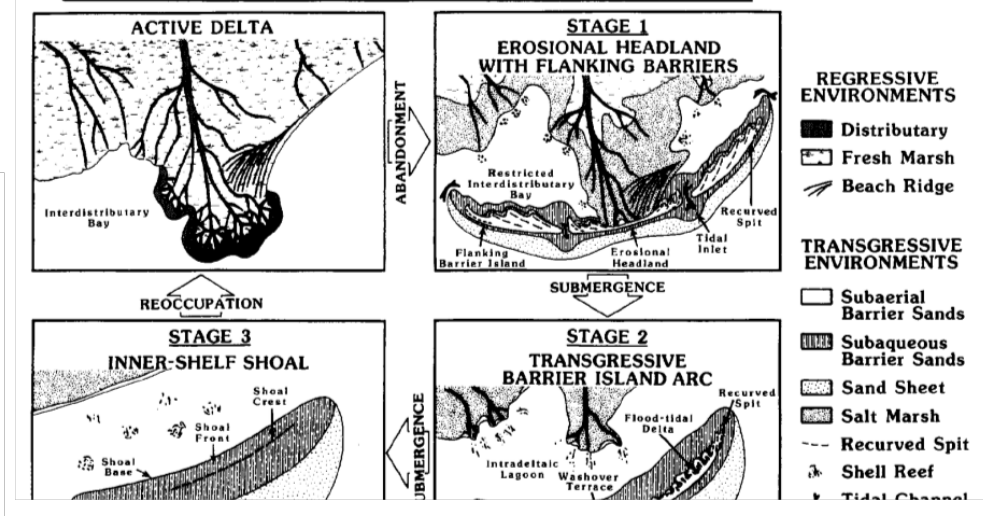 ACTIVE DELTA
Interdistributary
Bay
ABANDONMENT
STAGE 1
EROSIONAL HEADLAND
WITH FLANKING BARRIERS
Restricted
Interdistributary
Bay
Flanking
Barrier Island
Erosional
Headland
Tidal
Inlet
Recurved
Spit
REOCCUPATION
SUBMERGENCE
STAGE 3
INNER-SHELF SHOAL
Shoal
Crest
Shoal
Front
Shoal
Base
UBMERGENCE
STAGE 2
TRANSGRESSIVE
BARRIER ISLAND ARC
Recurved
Spit
Flood-tidal
Delta
Intradeltaic
Lagoon
Washover
Terrace
REGRESSIVE
ENVIRONMENTS
Distributary
Fresh Marsh
Beach Ridge
TRANSGRESSIVE
ENVIRONMENTS
Subaerial
Barrier Sands
Subaqueous
Barrier Sands
Sand Sheet
Salt Marsh
Recurved Spit
Shell Reef
Tidal Channel